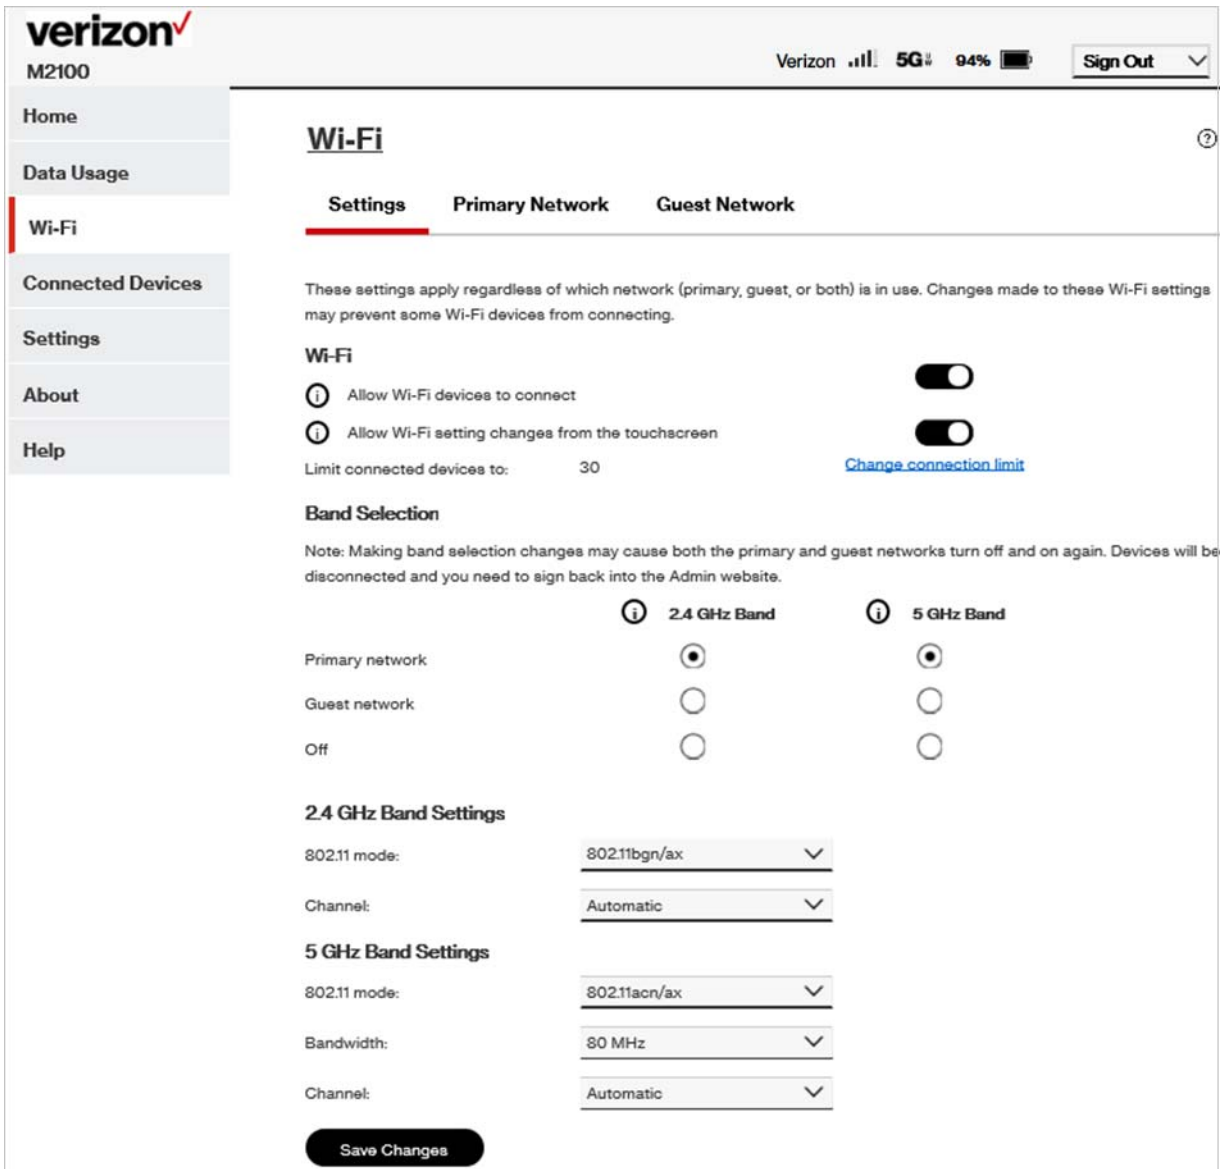 verizon
M2100
Verizon 5G 94% Sign Out
Home
Data Usage
Wi-Fi
Connected Devices
Settings
About
Help
Wi-Fi
Settings Primary Network Guest Network
These settings apply regardless of which network (primary, guest, or both) is in use. Changes made to these Wi-Fi settings
may prevent some Wi-Fi devices from connecting.
Wi-Fi
Allow Wi-Fi devices to connect
Allow Wi-Fi setting changes from the touchscreen
Limit connected devices to: 30 Change connection limit
Band Selection
Note: Making band selection changes may cause both the primary and guest networks turn off and on again. Devices will be
disconnected and you need to sign back into the Admin website.
2.4 GHz Band 5 GHz Band
Primary network
Guest network
Off
2.4 GHz Band Settings
802.11 mode: 802.11bgn/ax
Channel: Automatic
5 GHz Band Settings
802.11 mode: 802.11acn/ax
Bandwidth: 80 MHz
Channel: Automatic
Save Changes